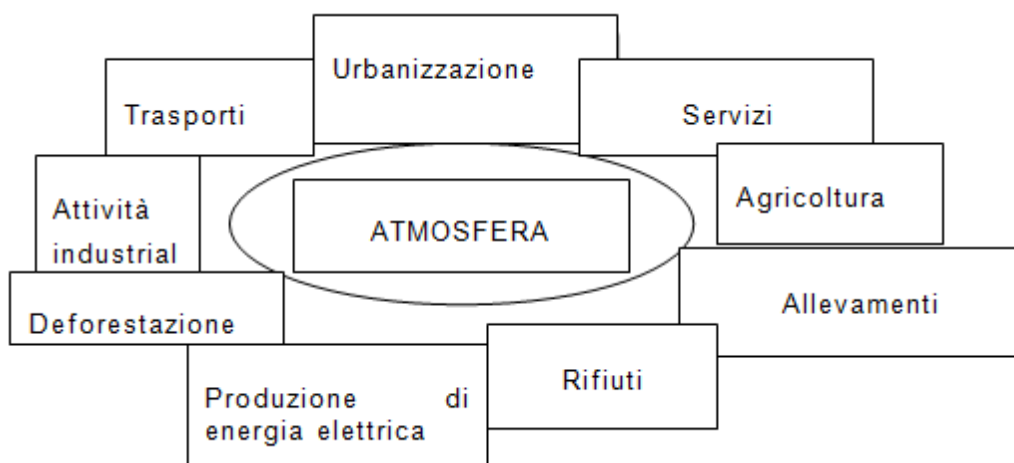 Urbanizzazione
Trasporti
Servizi
Attività
industrial
Agricoltura
ATMOSFERA
Allevamenti
Deforestazione
Rifiuti
Produzione di
energia elettrica